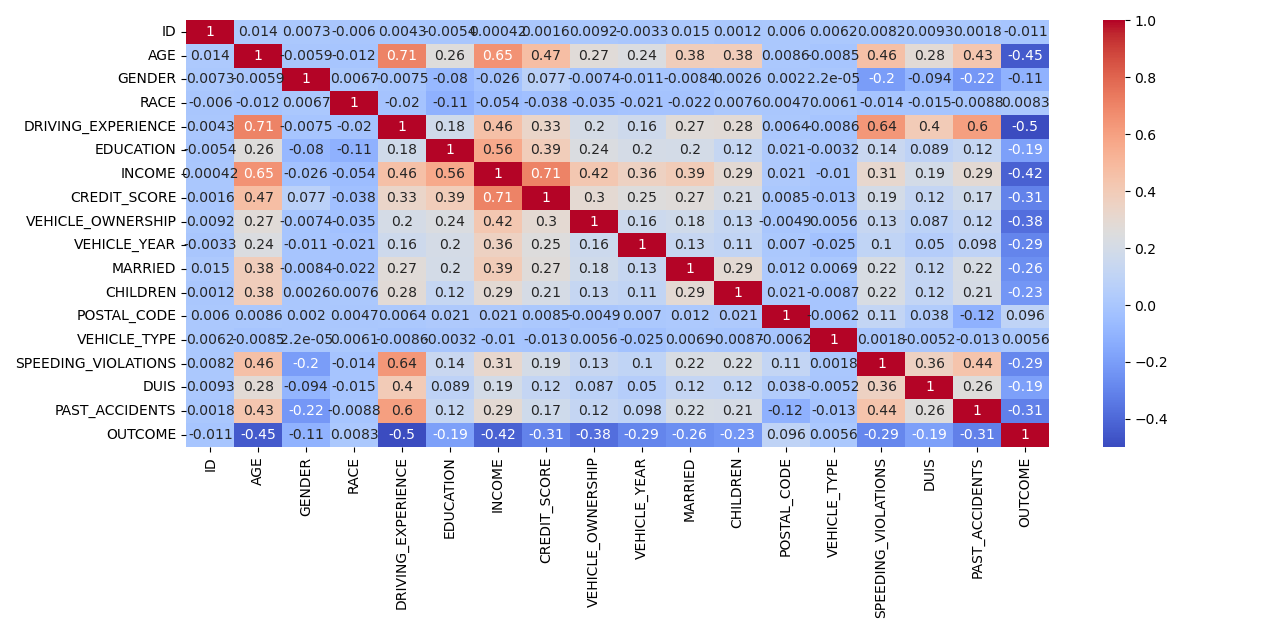 ID 1 0.014 0.0073 -0.006 0.0043 -0.0054 0.00042 0.0016 0.0092 -0.0033 0.015 0.0012 0.006 0.0062 0.0082 0.0093 0.0018 -0.011
AGE 0.014 1 -0.0059 -0.012 0.71 0.26 0.65 0.47 0.27 0.24 0.38 0.38 0.0086 -0.0085 0.46 0.28 0.43 -0.45
GENDER 0.0073 -0.0059 1 0.0067 -0.0075 -0.08 -0.026 0.077 -0.0074 -0.011 -0.0084 0.0026 0.002 2.2e-05 -0.2 -0.094 -0.22 -0.11
RACE -0.006 -0.012 0.0067 1 -0.02 -0.11 -0.054 -0.038 -0.035 -0.021 -0.022 0.0076 0.0047 0.0061 -0.014 -0.015 -0.0088 0.0083
DRIVING_EXPERIENCE 0.0043 0.71 -0.0075 -0.02 1 0.18 0.46 0.33 0.2 0.16 0.27 0.28 0.0064 -0.0086 0.64 0.4 0.6 -0.5
EDUCATION -0.0054 0.26 -0.08 -0.11 0.18 1 0.56 0.39 0.24 0.2 0.2 0.12 0.021 -0.0032 0.14 0.089 0.12 -0.19
INCOME 0.00042 0.65 -0.026 -0.054 0.46 0.56 1 0.71 0.42 0.36 0.39 0.29 0.021 -0.01 0.31 0.19 0.29 -0.42
CREDIT_SCORE 0.0016 0.47 0.077 -0.038 0.33 0.39 0.71 1 0.3 0.25 0.27 0.21 0.0085 -0.013 0.19 0.12 0.17 -0.31
VEHICLE_OWNERSHIP 0.0092 0.27 -0.0074 -0.035 0.2 0.24 0.42 0.3 1 0.16 0.18 0.13 -0.0049 0.0056 0.13 0.087 0.12 -0.38
VEHICLE_YEAR -0.0033 0.24 -0.011 -0.021 0.16 0.2 0.36 0.25 0.16 1 0.13 0.11 0.007 -0.025 0.1 0.05 0.098 -0.29
MARRIED 0.015 0.38 -0.0084 -0.022 0.27 0.2 0.39 0.27 0.18 0.13 1 0.29 0.012 0.0069 0.22 0.12 0.22 -0.26
CHILDREN 0.0012 0.38 0.0026 0.0076 0.28 0.12 0.29 0.21 0.13 0.11 0.29 1 0.021 -0.0087 0.22 0.12 0.21 -0.23
POSTAL_CODE 0.006 0.0086 0.002 0.0047 0.0064 0.021 0.021 0.0085 -0.0049 0.007 0.012 0.021 1 -0.0062 0.11 0.038 -0.12 0.096
VEHICLE_TYPE 0.0062 -0.0085 2.2e-05 0.0061 -0.0086 -0.0032 -0.01 -0.013 0.0056 -0.025 0.0069 -0.0087 -0.0062 1 0.0018 -0.0052 -0.013 0.0056
SPEEDING_VIOLATIONS 0.0082 0.46 -0.2 -0.014 0.64 0.14 0.31 0.19 0.13 0.1 0.22 0.22 0.11 0.0018 1 0.36 0.44 -0.29
DUIS 0.0093 0.28 -0.094 -0.015 0.4 0.089 0.19 0.12 0.087 0.05 0.12 0.12 0.038 -0.0052 0.36 1 0.26 -0.19
PAST_ACCIDENTS 0.0018 0.43 -0.22 -0.0088 0.6 0.12 0.29 0.17 0.12 0.098 0.22 0.21 -0.12 -0.013 0.44 0.26 1 -0.31
OUTCOME -0.011 -0.45 -0.11 0.0083 -0.5 -0.19 -0.42 -0.31 -0.38 -0.29 -0.26 -0.23 0.096 0.0056 -0.29 -0.19 -0.31 1
ID
AGE
GENDER
RACE
DRIVING_EXPERIENCE
EDUCATION
INCOME
CREDIT_SCORE
VEHICLE_OWNERSHIP
VEHICLE_YEAR
MARRIED
CHILDREN
POSTAL_CODE
VEHICLE_TYPE
SPEEDING_VIOLATIONS
DUIS
PAST_ACCIDENTS
OUTCOME
1.0
0.8
0.6
0.4
0.2
0.0
−0.2
−0.4